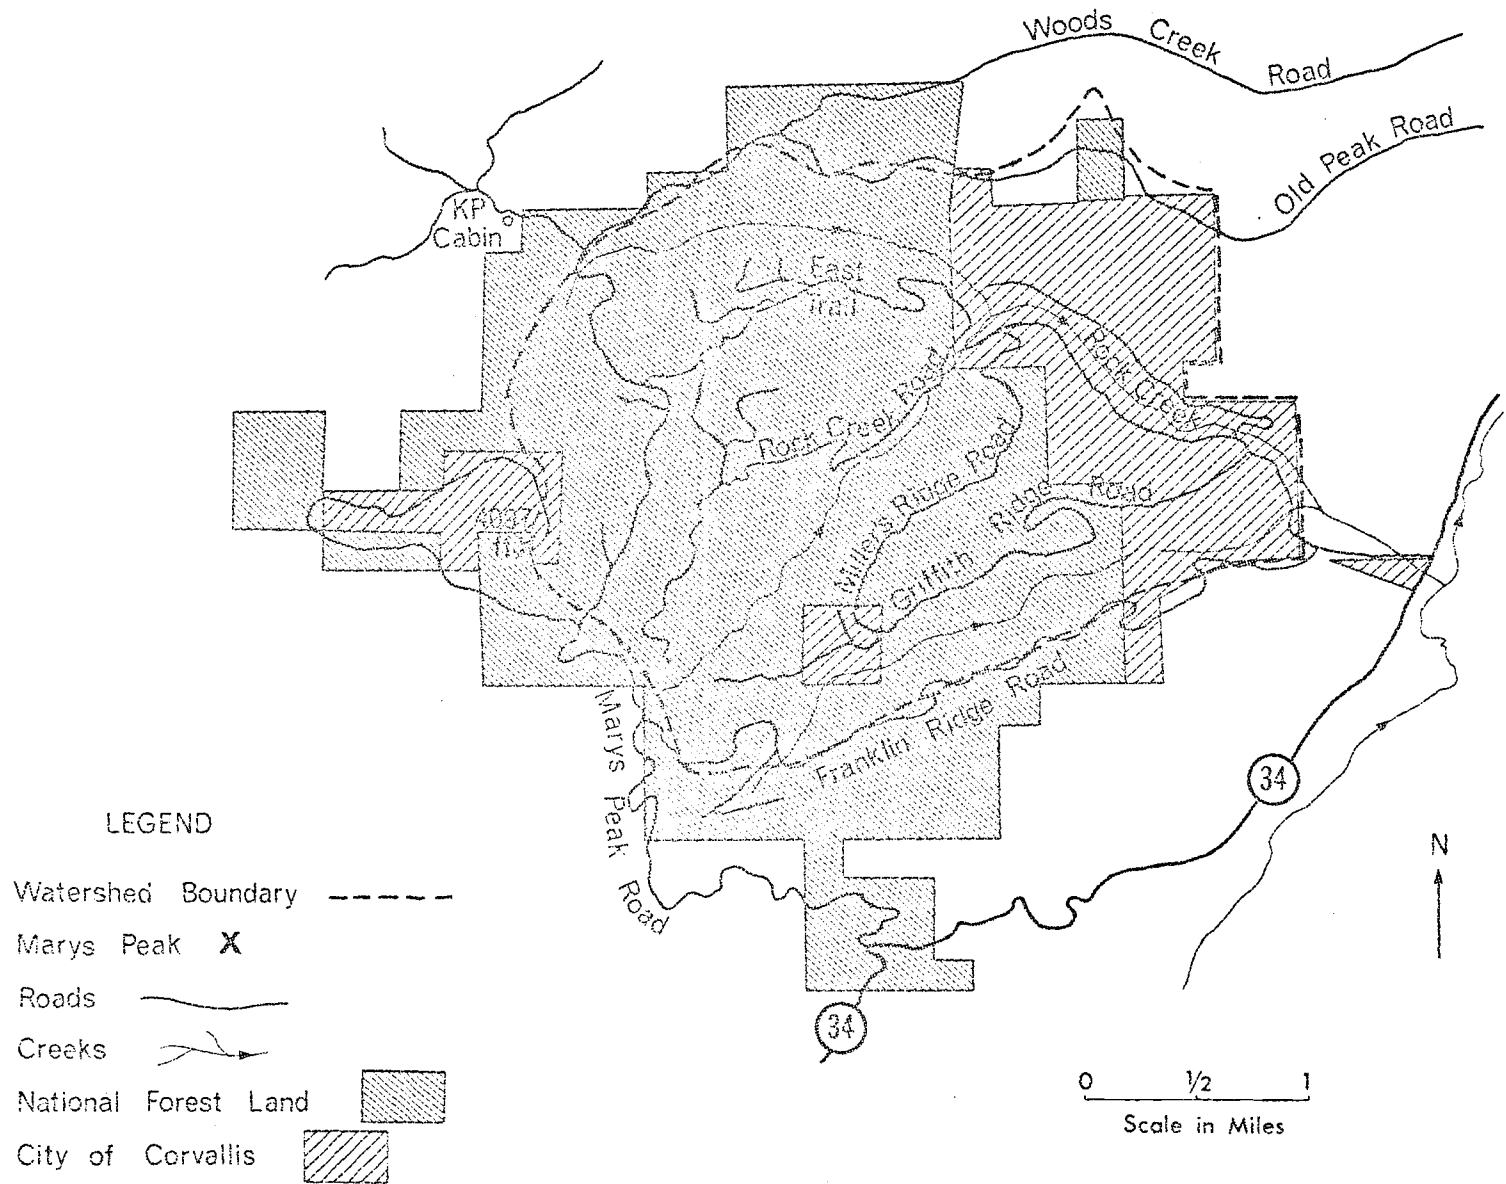 Woods Creek Road
Old Peak Road
KP
Cabin
East
Trail
Rock Creek
Rock Creek Road
Millers Ridge Road
Griffith Ridge Road
Franklin Ridge Road
Marys Peak Road
34
34
N
LEGEND
Watershed Boundary
Marys Peak X
Roads
Creeks
National Forest Land
City of Corvallis
0 1/2 1
Scale in Miles